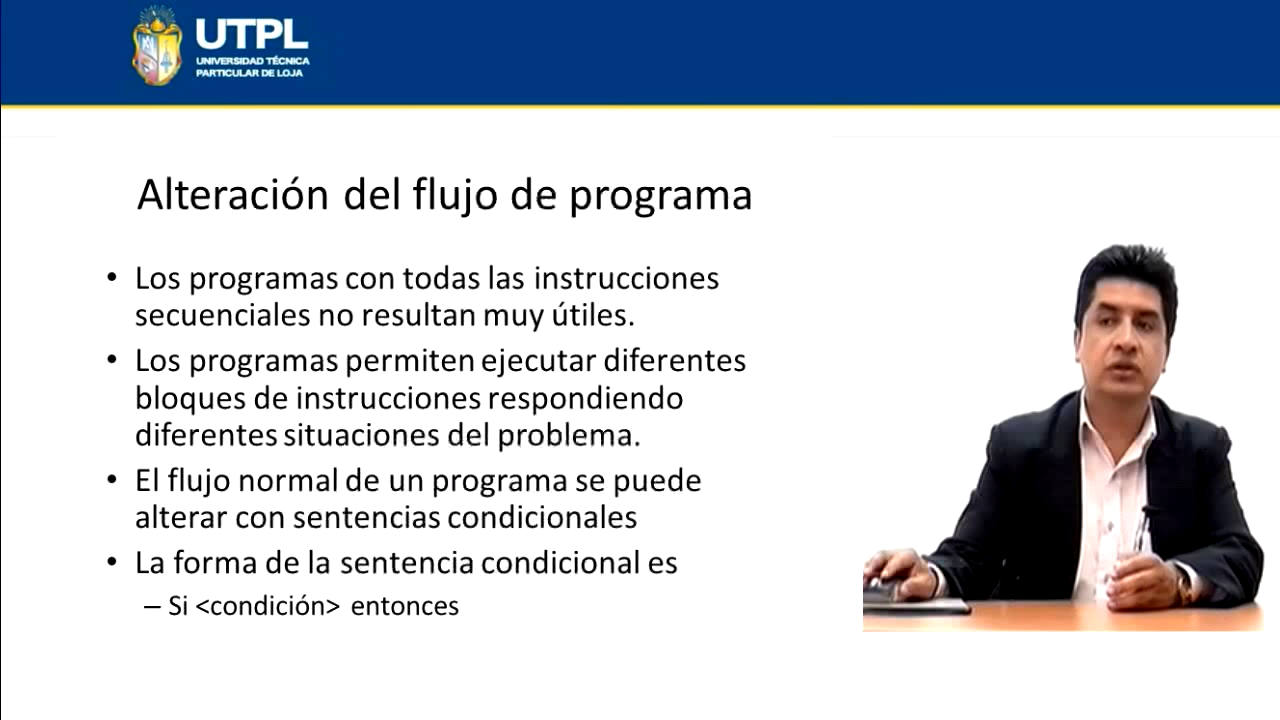 UTPL
UNIVERSIDAD TÉCNICA
PARTICULAR DE LOJA
Alteración del flujo de programa
• Los programas con todas las instrucciones
secuenciales no resultan muy útiles.
• Los programas permiten ejecutar diferentes
bloques de instrucciones respondiendo
diferentes situaciones del problema.
• El flujo normal de un programa se puede
alterar con sentencias condicionales
• La forma de la sentencia condicional es
– Si <condición> entonces